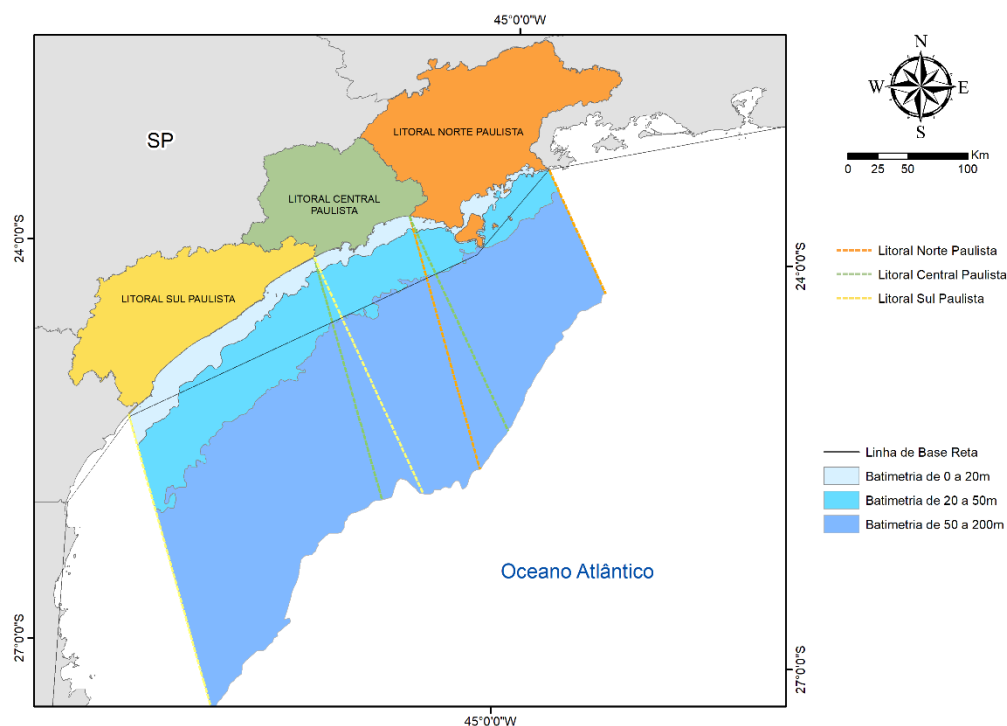 45°0'0"W
N
W
E
S
Km
0
25
50
100
SP
LITORAL NORTE PAULISTA
LITORAL CENTRAL
PAULISTA
LITORAL SUL PAULISTA
24°0'0"S
24°0'0"S
Litoral Norte Paulista
Litoral Central Paulista
Litoral Sul Paulista
Linha de Base Reta
Batimetria de 0 a 20m
Batimetria de 20 a 50m
Batimetria de 50 a 200m
Oceano Atlântico
27°0'0"S
27°0'0"S
45°0'0"W